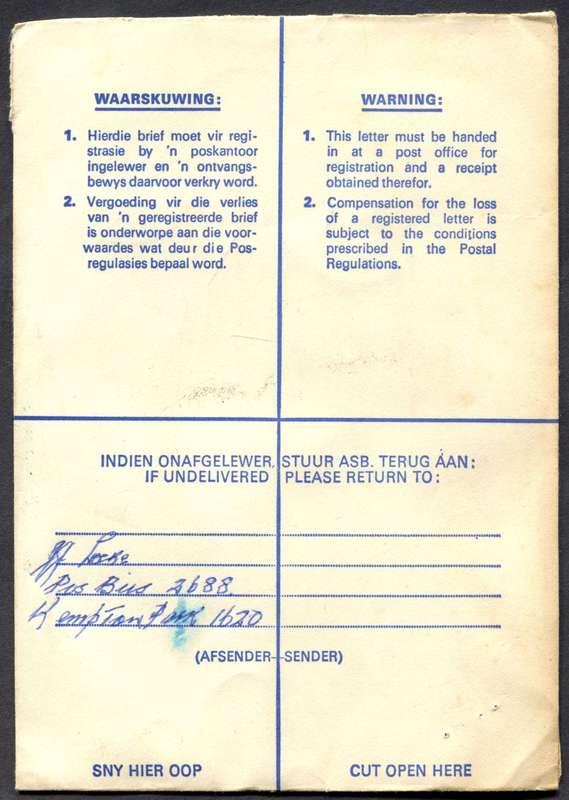 WAARSKUWING:
1. Hierdie brief moet vir regi-
strasie by 'n poskantoor
ingelewer en 'n ontvangs-
bewys daarvoor verkry word.
2. Vergoeding vir die verlies
van 'n geregistreerde brief
is onderworpe aan die voor-
waardes wat deur die Pos-
regulasies bepaal word.
WARNING:
1. This letter must be handed
in at a post office for
registration and a receipt
obtained therefor.
2. Compensation for the loss
of a registered letter is
subject to the conditions
prescribed in the Postal
Regulations.
INDIEN ONAFGELEWER, STUUR ASB. TERUG AAN:
IF UNDELIVERED PLEASE RETURN TO:
Pos Bus 2688
Kempton Park 1620
(AFSENDER—SENDER)
SNY HIER OOP
CUT OPEN HERE